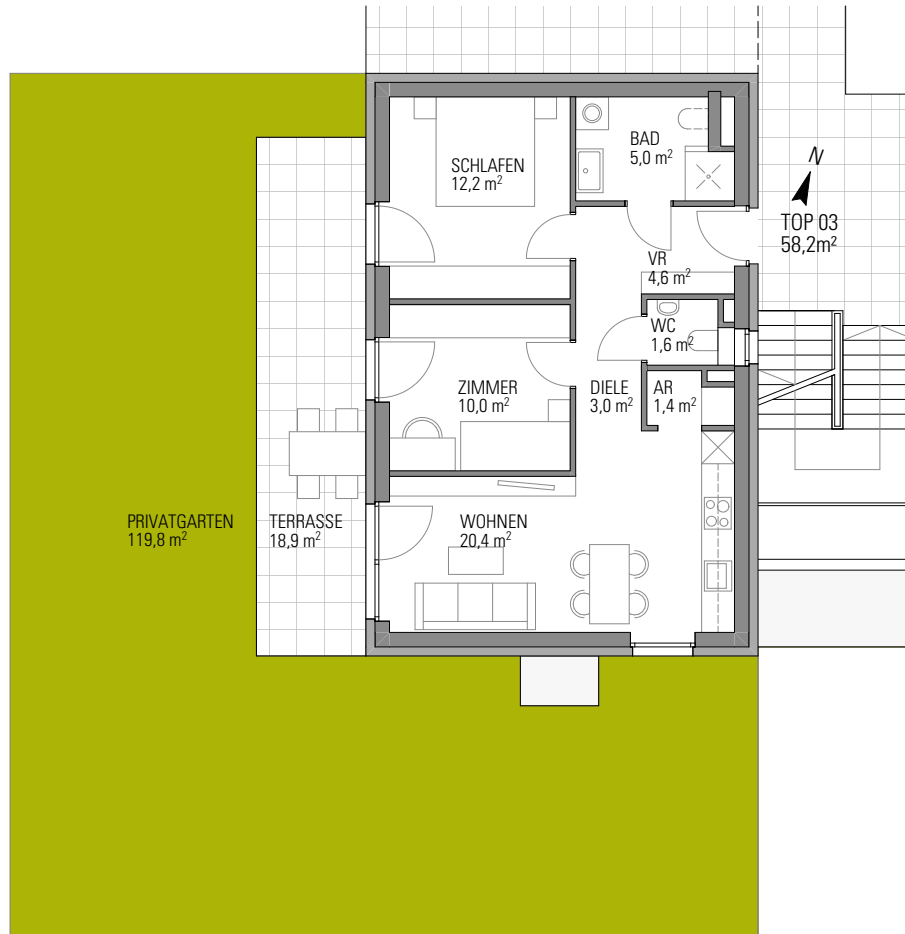 BAD
5,0 m²
SCHLAFEN
12,2 m²
N
TOP 03
58,2m²
VR
4,6 m²
WC
1,6 m²
ZIMMER
10,0 m²
DIELE
3,0 m²
AR
1,4 m²
PRIVATGARTEN
119,8 m²
TERRASSE
18,9 m²
WOHNEN
20,4 m²